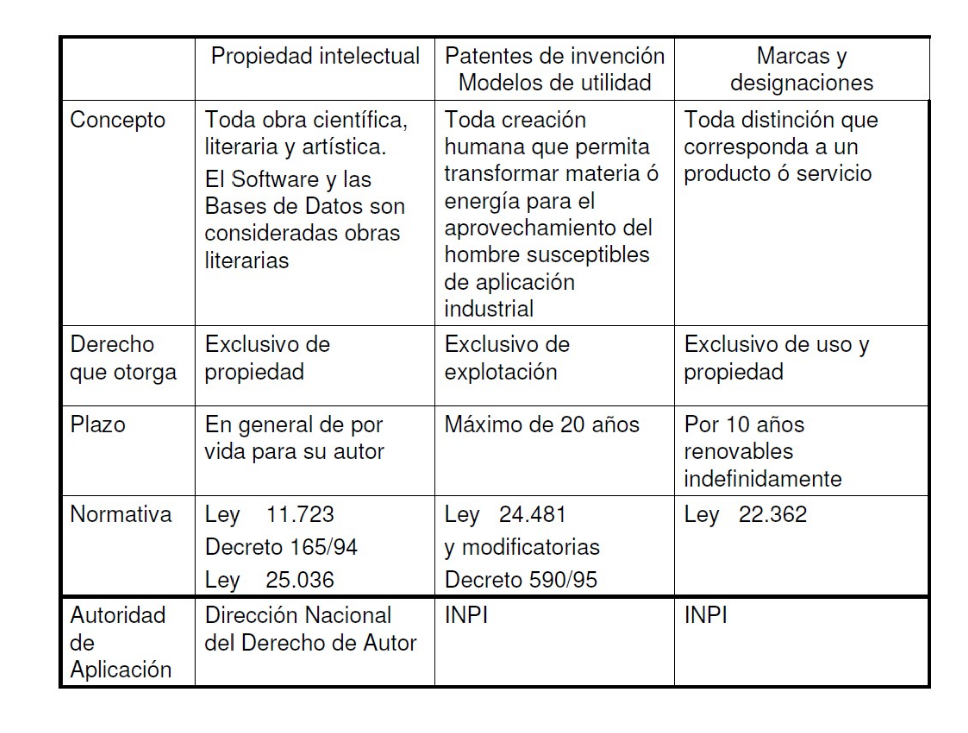 Propiedad intelectual
Patentes de invención
Modelos de utilidad
Marcas y
designaciones
Concepto
Toda obra científica,
literaria y artística.
El Software y las
Bases de Datos son
consideradas obras
literarias
Toda creación
humana que permita
transformar materia ó
energía para el
aprovechamiento del
hombre susceptibles
de aplicación
industrial
Toda distinción que
corresponda a un
producto ó servicio
Derecho
que otorga
Exclusivo de
propiedad
Exclusivo de
explotación
Exclusivo de uso y
propiedad
Plazo
En general de por
vida para su autor
Máximo de 20 años
Por 10 años
renovables
indefinidamente
Normativa
Ley 11.723
Decreto 165/94
Ley 25.036
Ley 24.481
y modificatorias
Decreto 590/95
Ley 22.362
Autoridad
de
Aplicación
Dirección Nacional
del Derecho de Autor
INPI
INPI